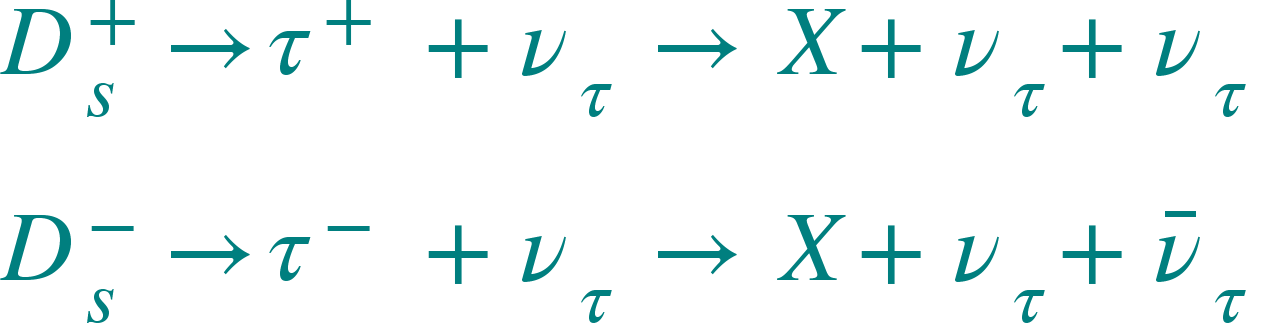 D_s^+ → τ^+ + ν_τ → X + ν_τ + ν_τ
D_s^- → τ^- + ν_τ → X + ν_τ + ν̄_τ